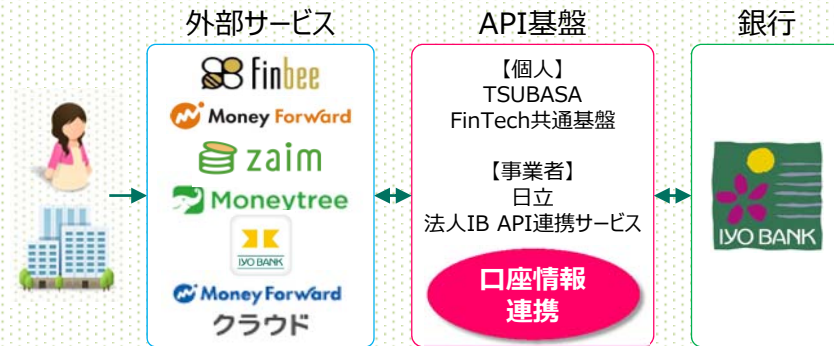 外部サービス
finbee
Money Forward
zaim
Moneytree
IYO BANK
Money Forward
クラウド
API基盤
【個人】
TSUBASA
FinTech共通基盤
【事業者】
日立
法人IB API連携サービス
口座情報
連携
銀行
IYO BANK